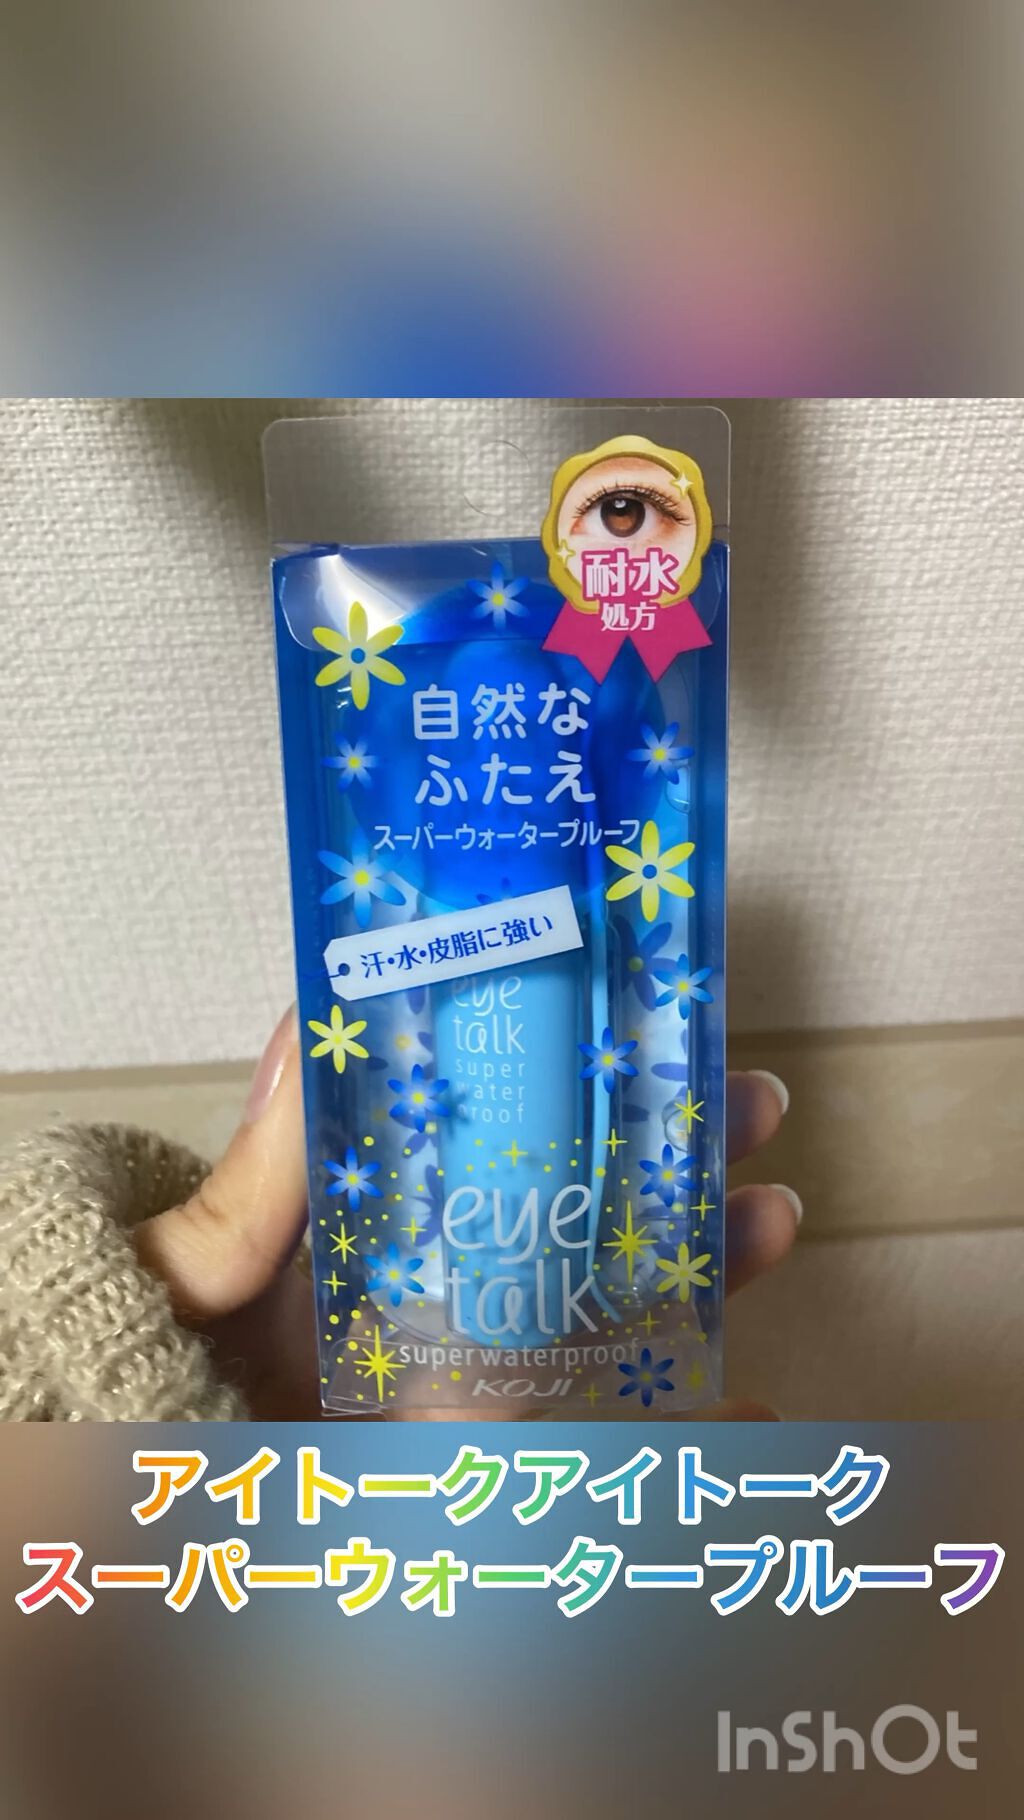 耐水
処方
自然な
ふたえ
スーパーウォータープルーフ
汗・水・皮脂に強い
eye
talk
super
water
proof
eye
talk
superwaterproof
KOJI
アイトークアイトーク
スーパーウォータープルーフ
InShOt